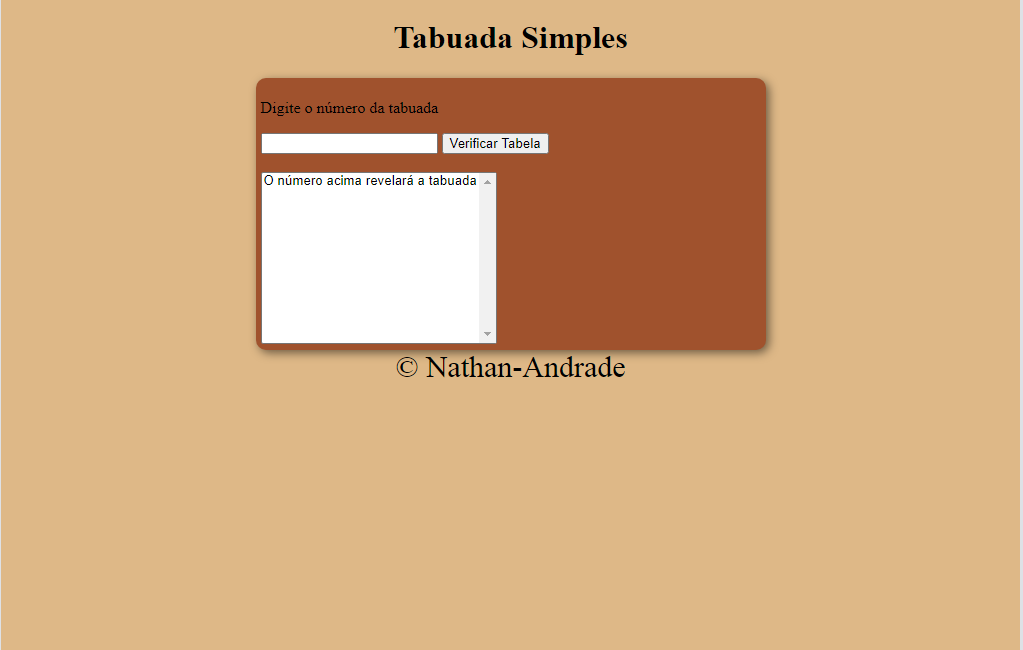 Tabuada Simples
Digite o número da tabuada
Verificar Tabela
O número acima revelará a tabuada
© Nathan-Andrade